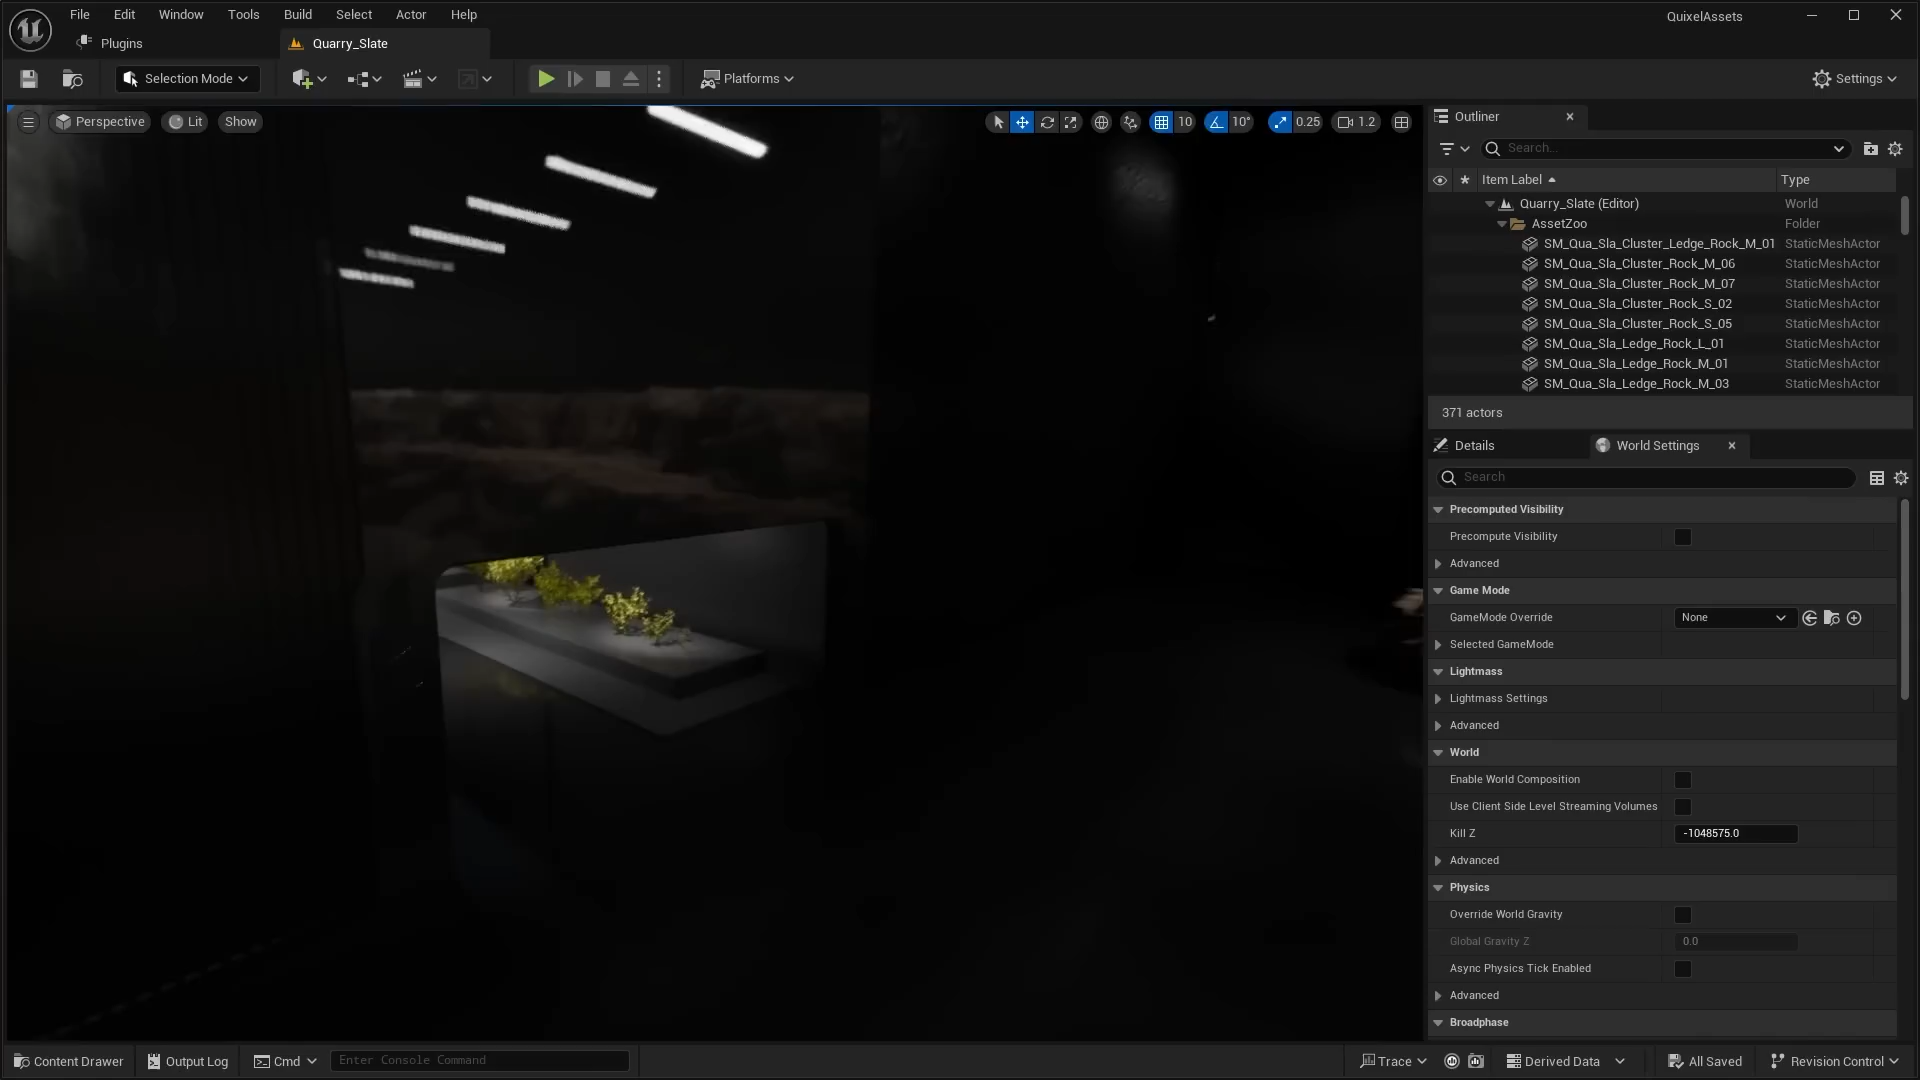 File Edit Window Tools Build Select Actor Help
QuixelAssets
Plugins
Quarry_Slate
Selection Mode
Platforms
Settings
Perspective
Lit
Show
10
10°
0.25
1.2
Outliner
Search...
Item Label
Type
Quarry_Slate (Editor) World
AssetZoo Folder
SM_Qua_Sla_Cluster_Ledge_Rock_M_01 StaticMeshActor
SM_Qua_Sla_Cluster_Rock_M_06 StaticMeshActor
SM_Qua_Sla_Cluster_Rock_M_07 StaticMeshActor
SM_Qua_Sla_Cluster_Rock_S_02 StaticMeshActor
SM_Qua_Sla_Cluster_Rock_S_05 StaticMeshActor
SM_Qua_Sla_Ledge_Rock_L_01 StaticMeshActor
SM_Qua_Sla_Ledge_Rock_M_01 StaticMeshActor
SM_Qua_Sla_Ledge_Rock_M_03 StaticMeshActor
371 actors
Details
World Settings
Search
Precomputed Visibility
Precompute Visibility
Advanced
Game Mode
GameMode Override None
Selected GameMode
Lightmass
Lightmass Settings
Advanced
World
Enable World Composition
Use Client Side Level Streaming Volumes
Kill Z -1048575.0
Advanced
Physics
Override World Gravity
Global Gravity Z 0.0
Async Physics Tick Enabled
Advanced
Broadphase
Content Drawer
Output Log
Cmd
Enter Console Command
Trace
Derived Data
All Saved
Revision Control